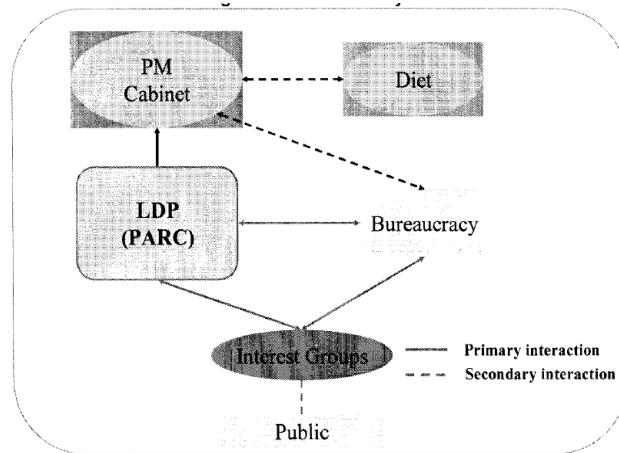 PM
Cabinet
Diet
LDP
(PARC)
Bureaucracy
Interest Groups
Primary interaction
Secondary interaction
Public